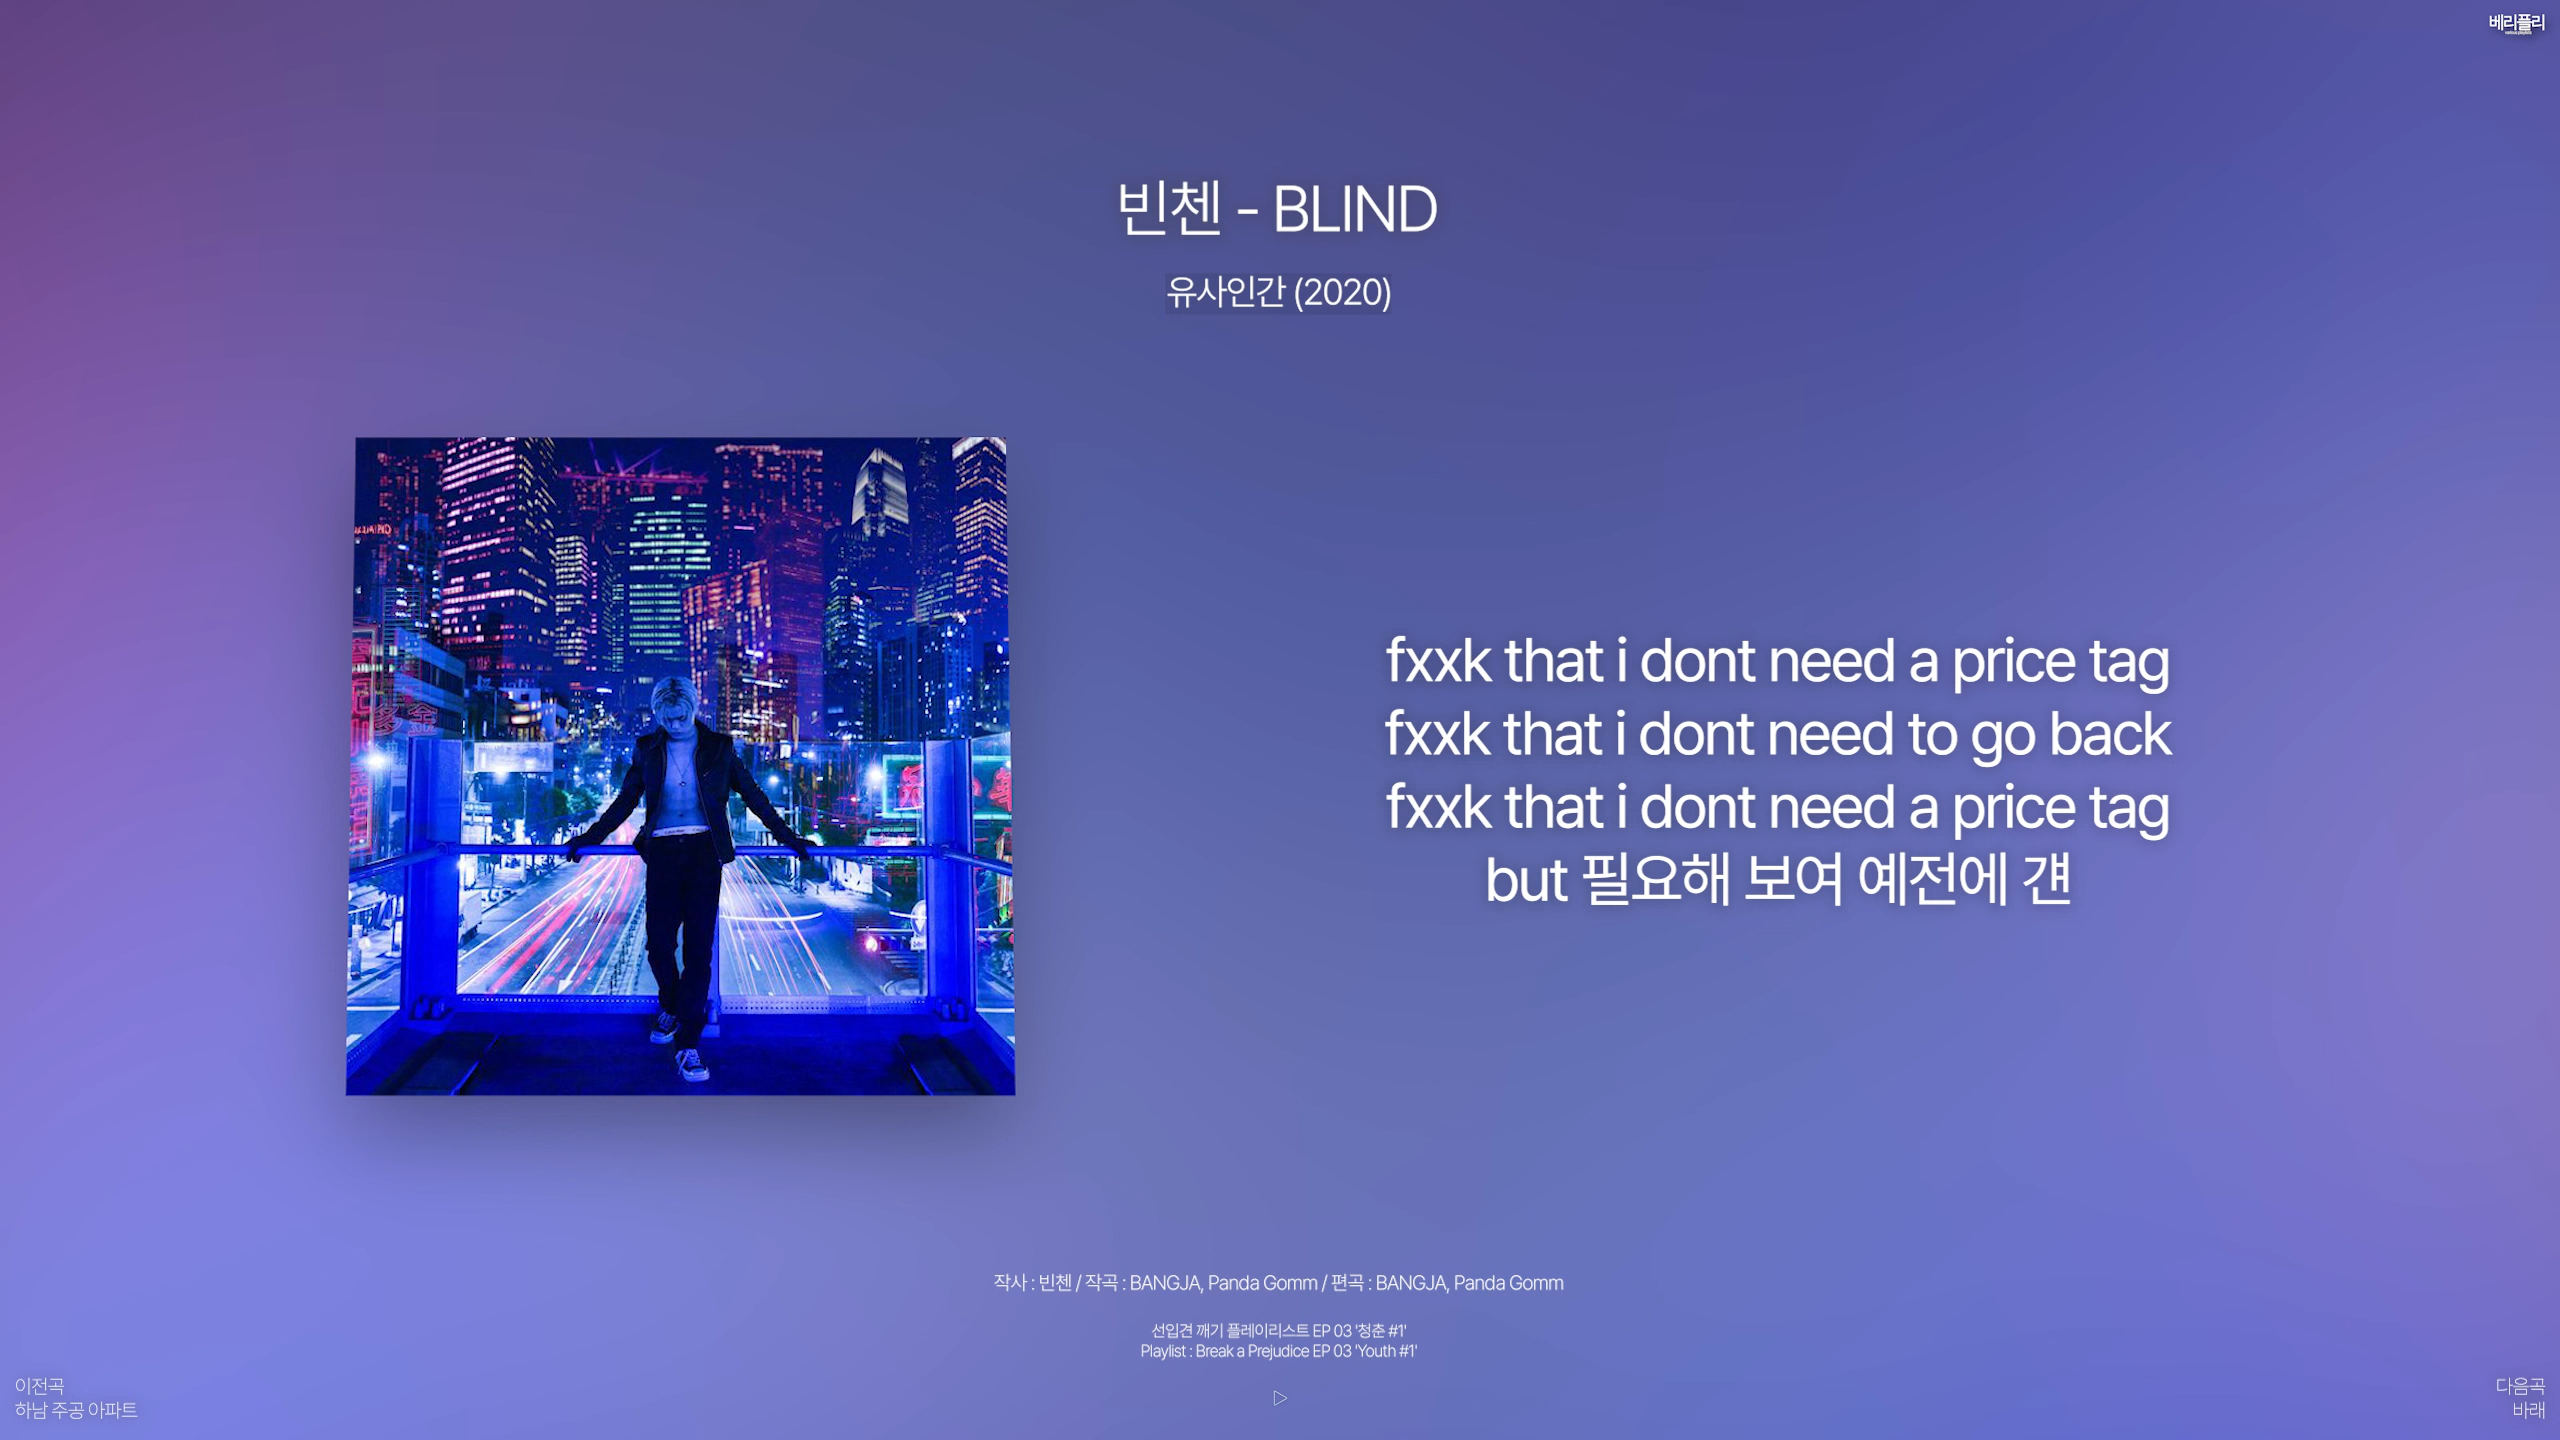 베리플리
빈첸 - BLIND
유사인간 (2020)
fxxk that i dont need a price tag
fxxk that i dont need to go back
fxxk that i dont need a price tag
but 필요해 보여 예전에 걘
작사 : 빈첸 / 작곡 : BANGJA, Panda Gomm / 편곡 : BANGJA, Panda Gomm
선입견 깨기 플레이리스트 EP 03 '청춘 #1'
Playlist : Break a Prejudice EP 03 'Youth #1'
이전곡
하남 주공 아파트
다음곡
바래